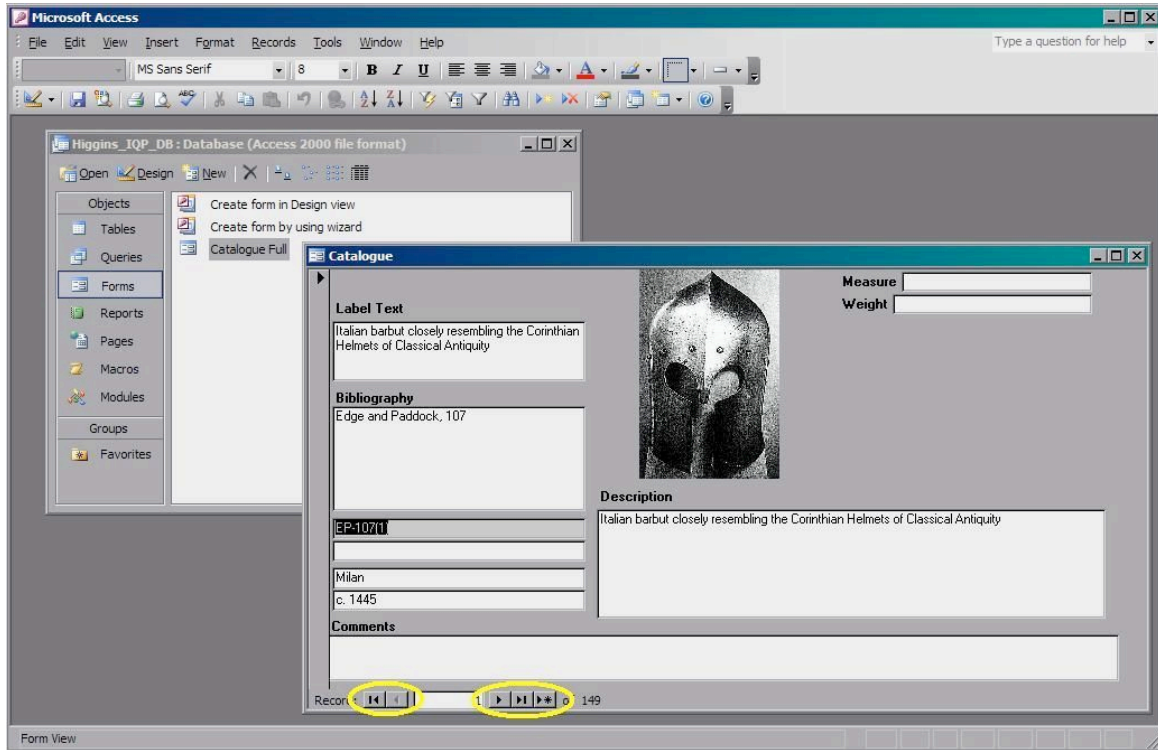 Microsoft Access
File Edit View Insert Format Records Tools Window Help
Type a question for help
MS Sans Serif 8 B I U A
ABC
Higgins_IQP_DB : Database (Access 2000 file format)
Open Design New
Objects
Tables
Queries
Forms
Reports
Pages
Macros
Modules
Groups
Favorites
Create form in Design view
Create form by using wizard
Catalogue Full
Catalogue
Label Text
Italian barbut closely resembling the Corinthian
Helmets of Classical Antiquity
Bibliography
Edge and Paddock, 107
EP-107(1)
Milan
c. 1445
Measure
Weight
Description
Italian barbut closely resembling the Corinthian Helmets of Classical Antiquity
Comments
Record: 1 of 149
Form View